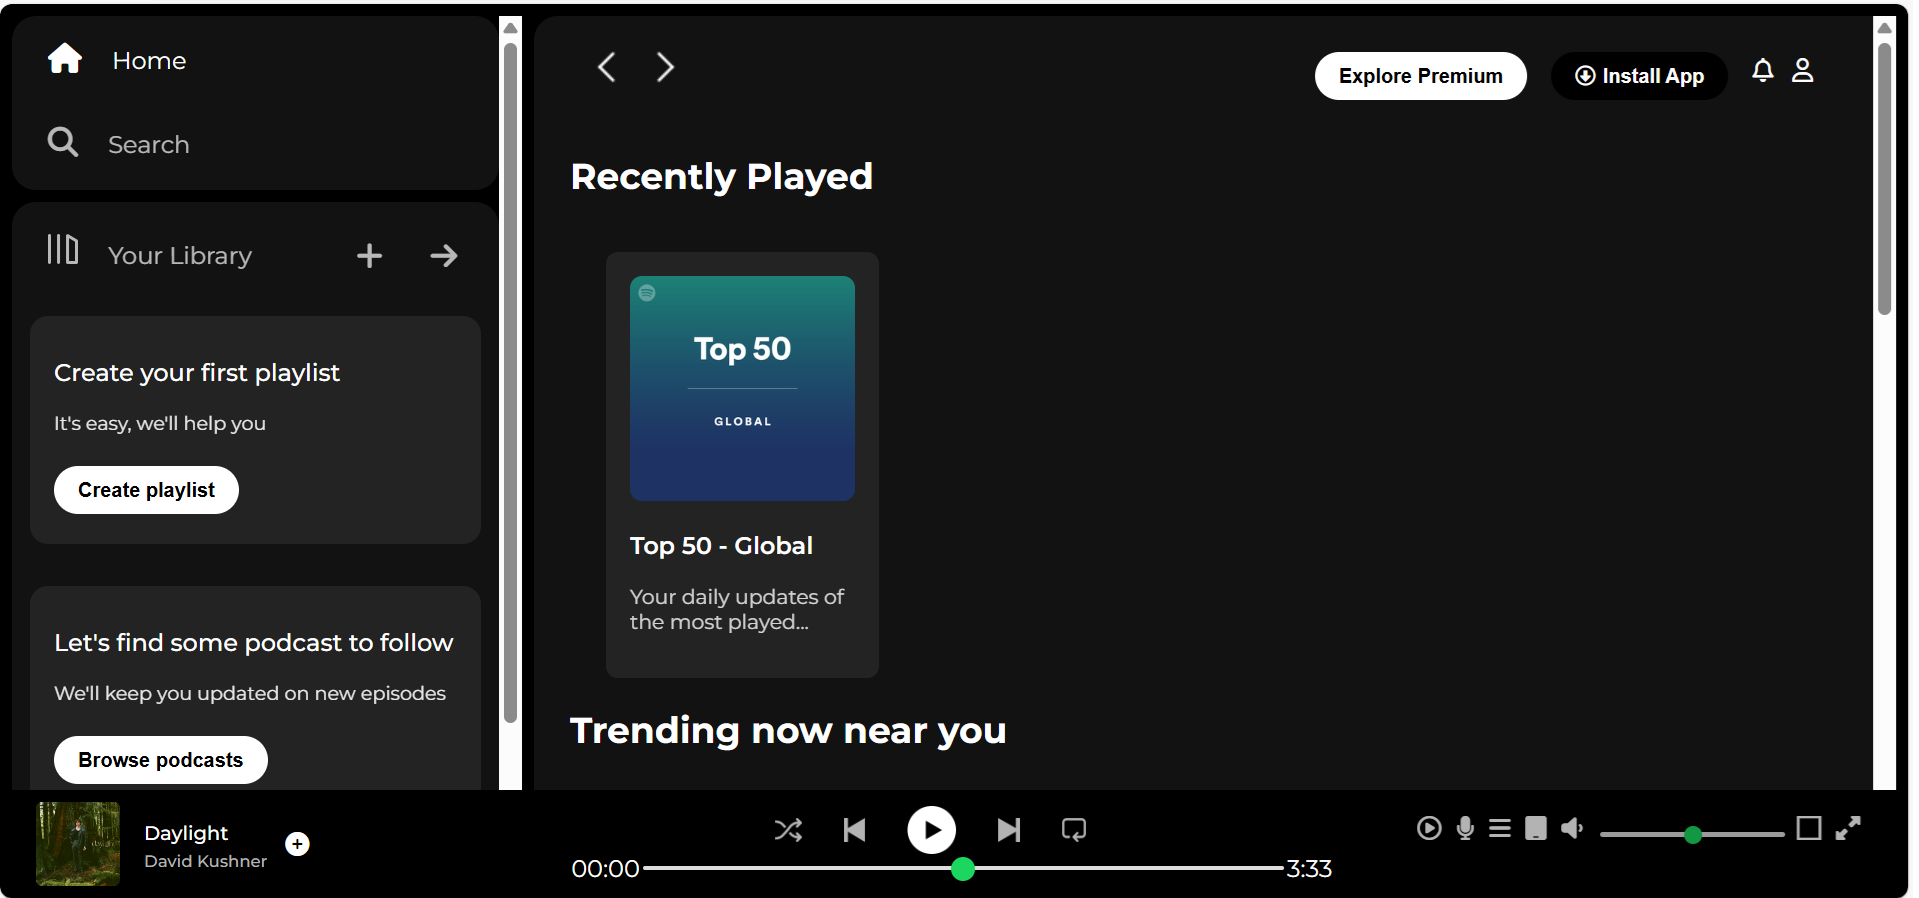 Home
Search
Your Library
Create your first playlist
It's easy, we'll help you
Create playlist
Let's find some podcast to follow
We'll keep you updated on new episodes
Browse podcasts
Explore Premium
Install App
Recently Played
Top 50
GLOBAL
Top 50 - Global
Your daily updates of
the most played...
Trending now near you
Daylight
David Kushner
00:00
3:33